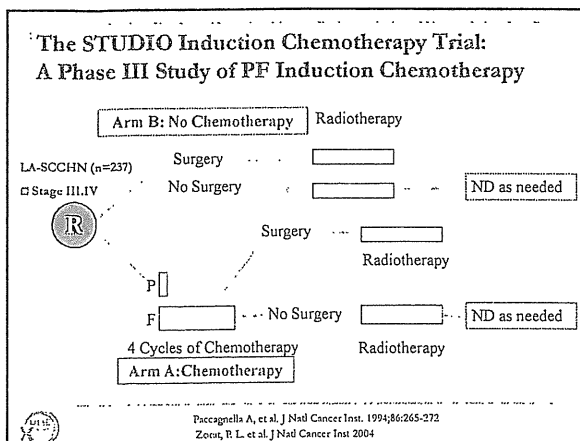 The STUDIO Induction Chemotherapy Trial:
A Phase III Study of PF Induction Chemotherapy
Arm B: No Chemotherapy Radiotherapy
LA-SCCHN (n=237)
Stage III.IV
R
Surgery
No Surgery
ND as needed
Surgery
Radiotherapy
P
F
No Surgery
ND as needed
4 Cycles of Chemotherapy
Radiotherapy
Arm A:Chemotherapy
Paccagnella A, et al. J Natl Cancer Inst. 1994;86:265-272
Zorat, P. L. et al. J Natl Cancer Inst 2004